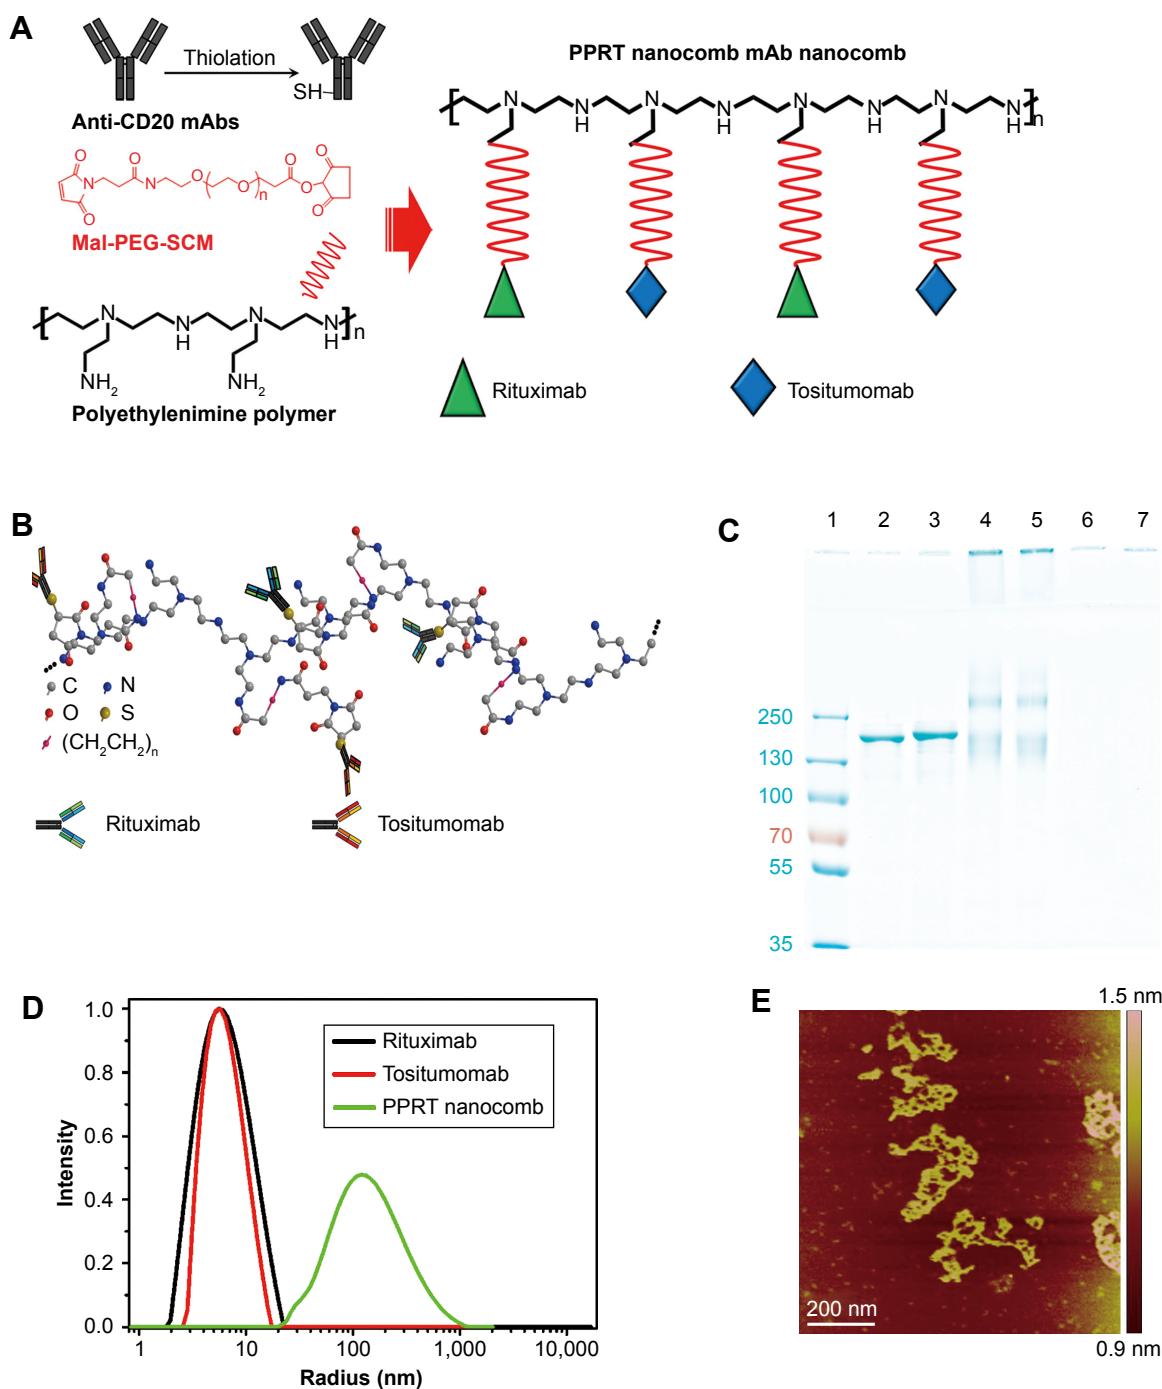 A
Thiolation
SH
Anti-CD20 mAbs
O
O
O
O
N
N
O
O
n
O
O
O
Mal-PEG-SCM
N
N
N
H
N
H
n
NH2
NH2
Polyethylenimine polymer
PPRT nanocomb mAb nanocomb
N
N
H
N
N
H
N
N
H
N
N
H
n
Rituximab
Tositumomab
B
C N
O S
(CH2CH2)n
Rituximab
Tositumomab
C
1 2 3 4 5 6 7
250
130
100
70
55
35
D
Intensity
1.0
0.8
0.6
0.4
0.2
0.0
Rituximab
Tositumomab
PPRT nanocomb
1 10 100 1,000 10,000
Radius (nm)
E
1.5 nm
200 nm
0.9 nm